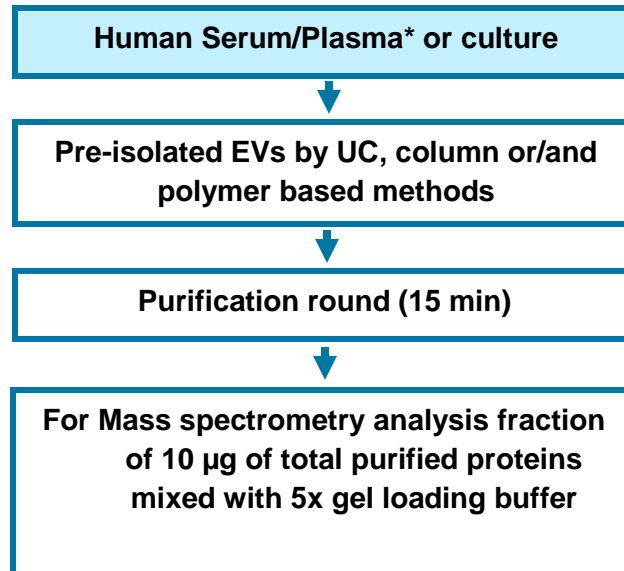 Human Serum/Plasma* or culture
Pre-isolated EVs by UC, column or/and
polymer based methods
Purification round (15 min)
For Mass spectrometry analysis fraction
of 10 µg of total purified proteins
mixed with 5x gel loading buffer